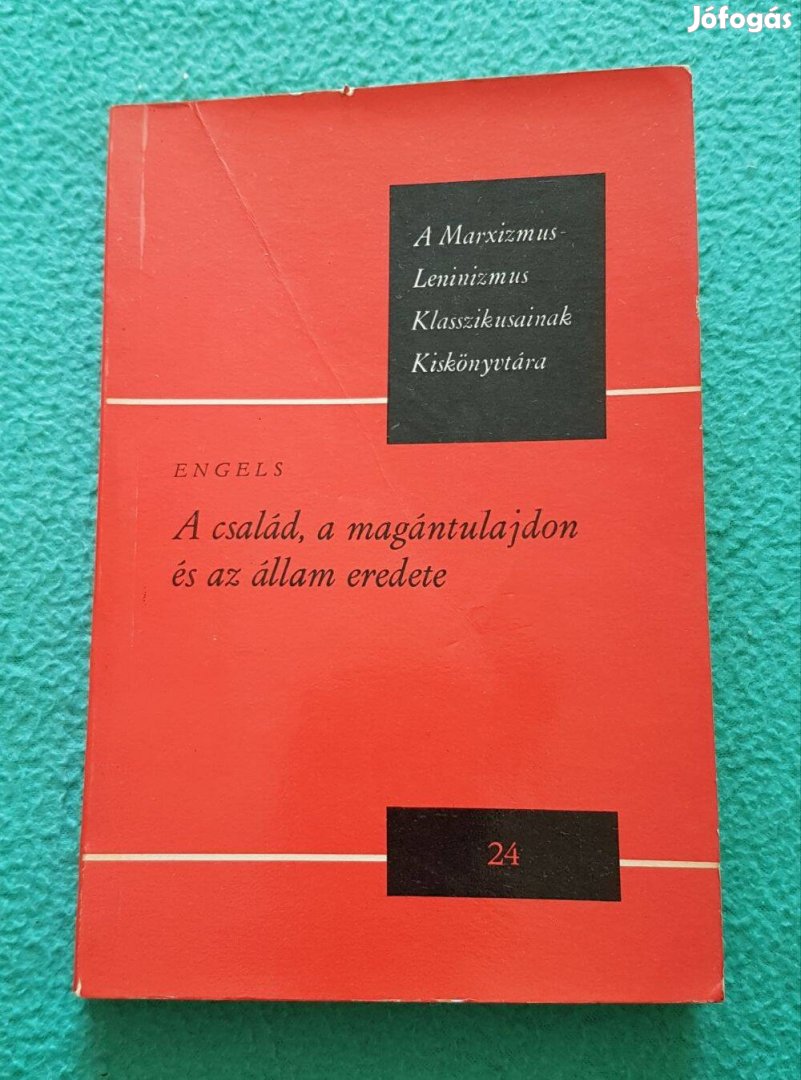 Jófogás
A Marxizmus-
Leninizmus
Klasszikusainak
Kiskönyvtára
ENGELS
A család, a magántulajdon
és az állam eredete
24